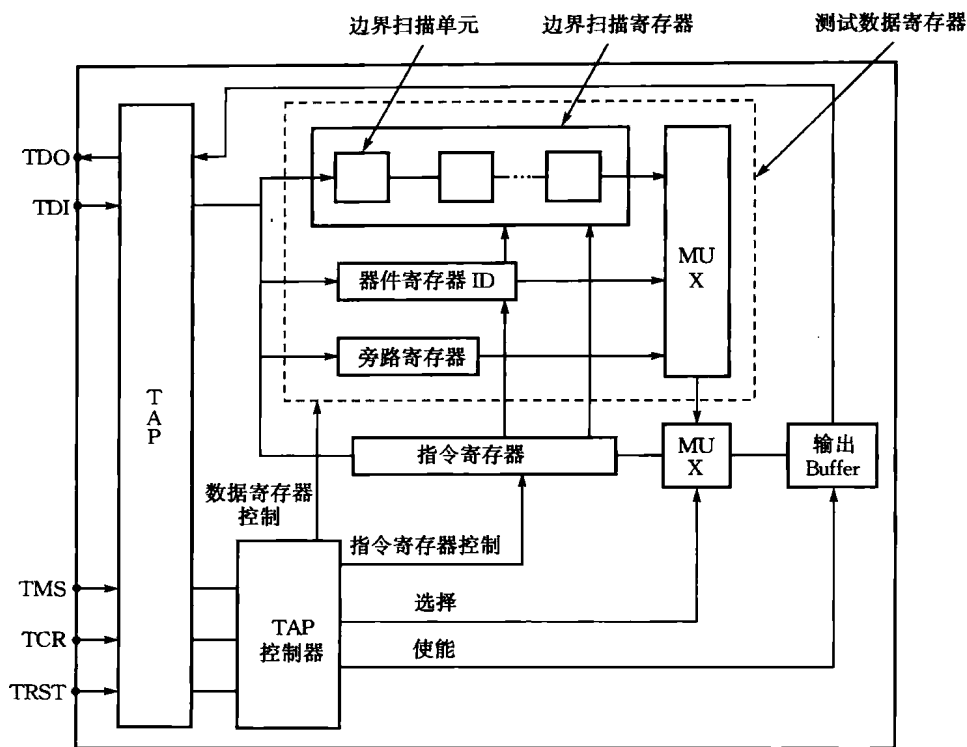 边界扫描单元
边界扫描寄存器
测试数据寄存器
TDO
TDI
MU
X
器件寄存器 ID
旁路寄存器
T
A
P
指令寄存器
MU
X
输出
Buffer
数据寄存器
控制
指令寄存器控制
TMS
选择
TAP
控制器
TCR
使能
TRST